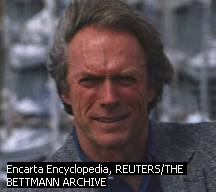 Encarta Encyclopedia, REUTERS/THE
BETTMANN ARCHIVE